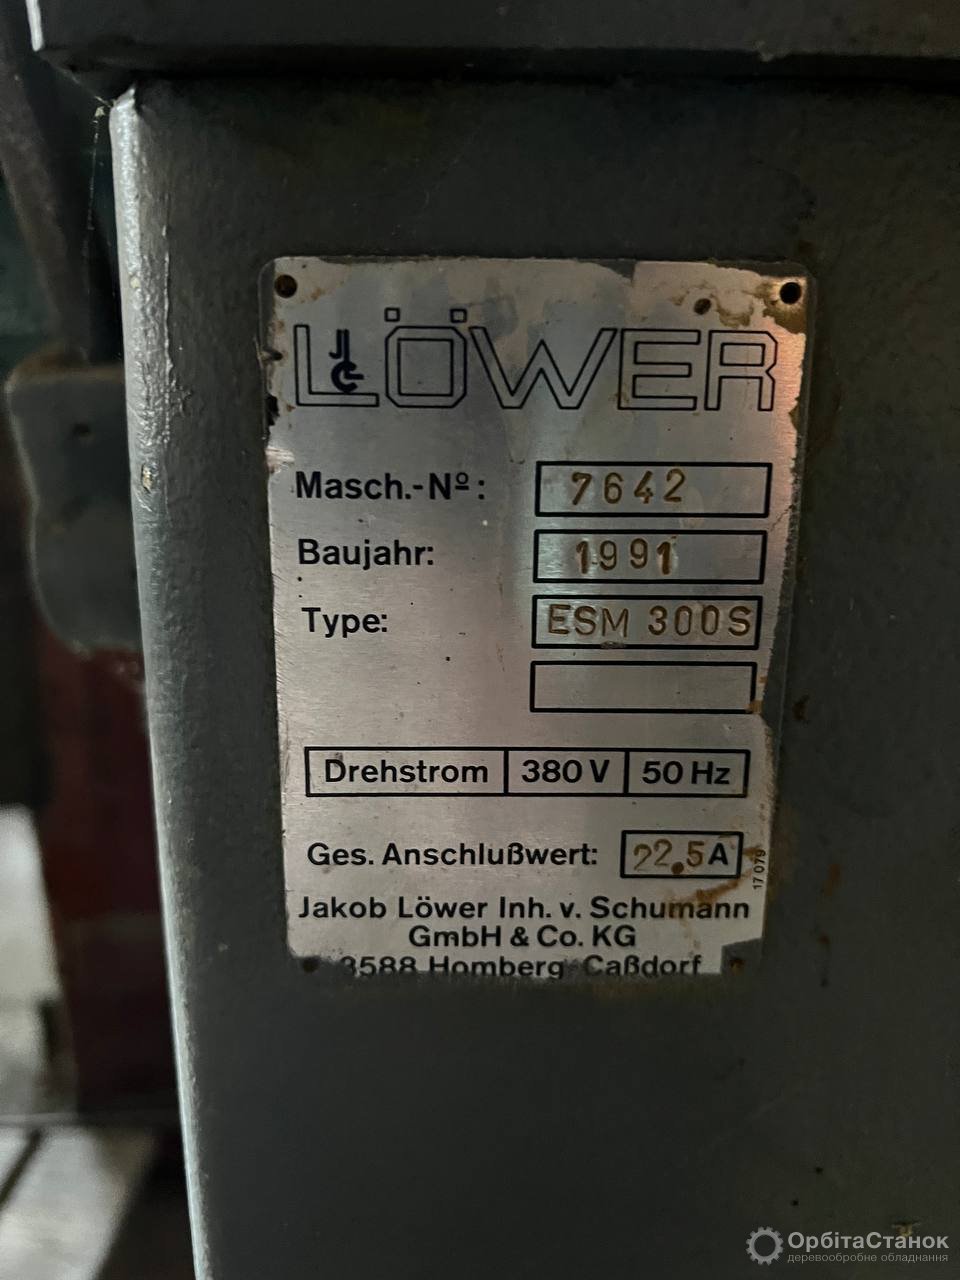 LÖWER
Masch.-Nº: 7642
Baujahr: 1991
Type: ESM 300S
Drehstrom 380 V 50 Hz
Ges. Anschlußwert: 22.5 A
17 079
Jakob Löwer Inh. v. Schumann
GmbH & Co. KG
3588 Homberg Caßdorf
ОрбітаСтанок
деревообробне обладнання